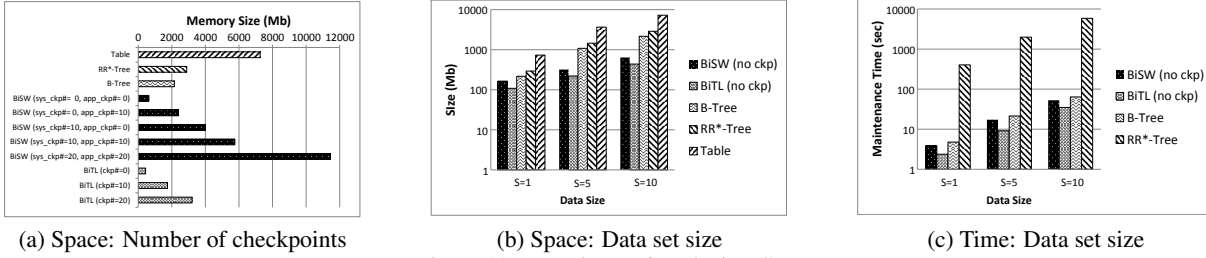 Memory Size (Mb)
0 2000 4000 6000 8000 10000 12000
Table
RR*-Tree
B-Tree
BiSW (sys_ckp#= 0, app_ckp#= 0)
BiSW (sys_ckp#= 0, app_ckp#=10)
BiSW (sys_ckp#=10, app_ckp#= 0)
BiSW (sys_ckp#=10, app_ckp#=10)
BiSW (sys_ckp#=20, app_ckp#=20)
BiTL (ckp#=0)
BiTL (ckp#=10)
BiTL (ckp#=20)
(a) Space: Number of checkpoints
Size (Mb)
10000
1000
100
10
1
S=1 S=5 S=10
Data Size
BiSW (no ckp)
BiTL (no ckp)
B-Tree
RR*-Tree
Table
(b) Space: Data set size
Maintenance Time (sec)
10000
1000
100
10
1
S=1 S=5 S=10
Data Size
BiSW (no ckp)
BiTL (no ckp)
B-Tree
RR*-Tree
(c) Time: Data set size